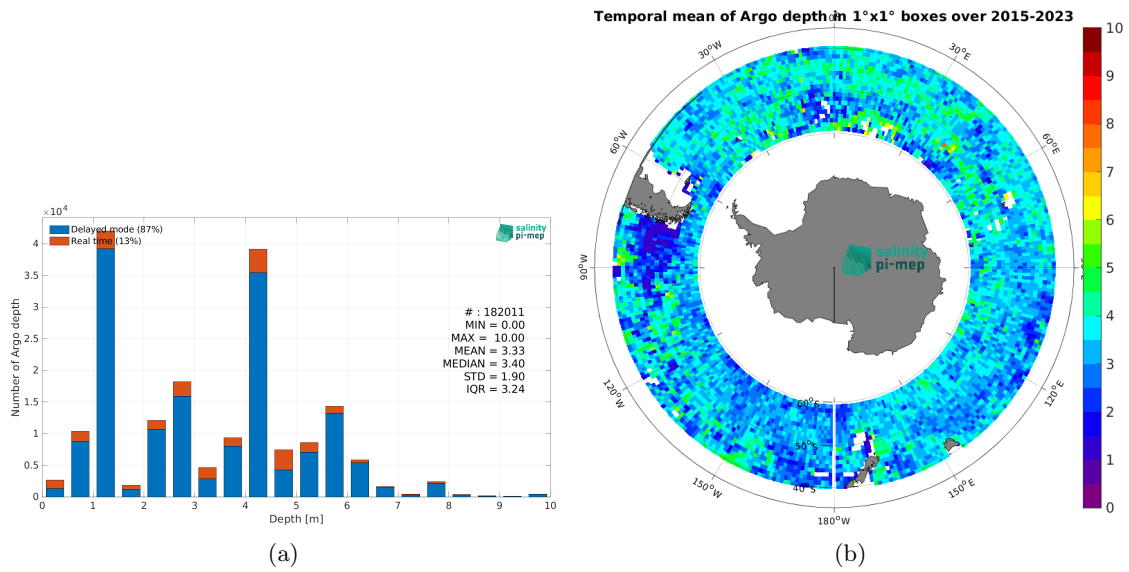 ×10⁴
4
3.5
3
2.5
2
1.5
1
0.5
0
Number of Argo depth
Delayed mode (87%)
Real time (13%)
salinity
pi-mep
# : 182011
MIN = 0.00
MAX = 10.00
MEAN = 3.33
MEDIAN = 3.40
STD = 1.90
IQR = 3.24
0 1 2 3 4 5 6 7 8 9 10
Depth [m]
(a)
Temporal mean of Argo depth in 1°x1° boxes over 2015-2023
30°W
30°E
60°W
60°E
90°W
120°W
120°E
150°W
150°E
180°W
60°S
50°S
40°S
salinity
pi-mep
10
9
8
7
6
5
4
3
2
1
0
(b)